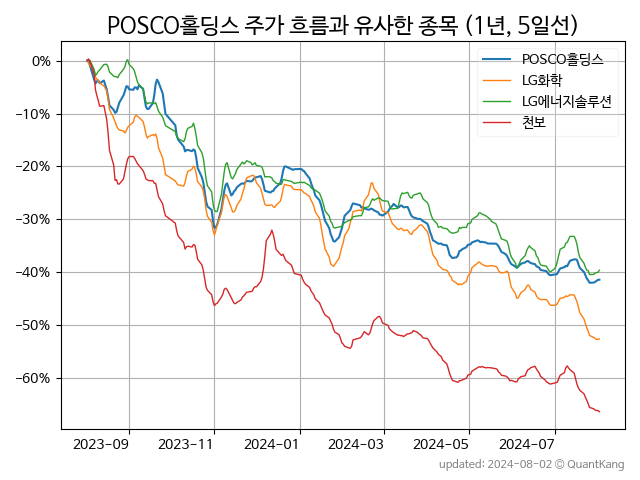 POSCO홀딩스 주가 흐름과 유사한 종목 (1년, 5일선)
POSCO홀딩스
LG화학
LG에너지솔루션
천보
0%
−10%
−20%
−30%
−40%
−50%
−60%
2023-09
2023-11
2024-01
2024-03
2024-05
2024-07
updated: 2024-08-02 © QuantKang